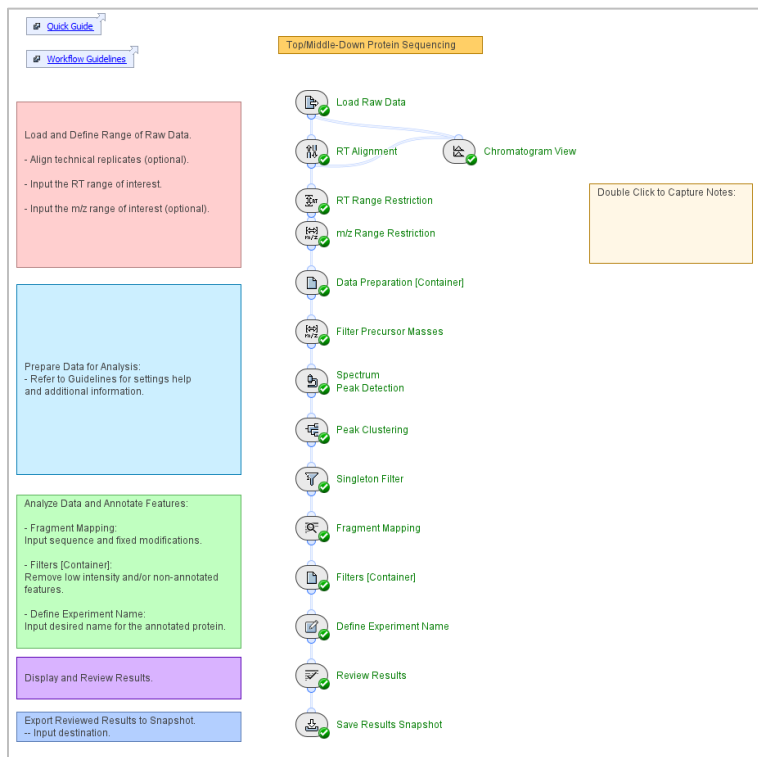 Quick Guide
Workflow Guidelines
Top/Middle-Down Protein Sequencing
Load and Define Range of Raw Data.
- Align technical replicates (optional).
- Input the RT range of interest.
- Input the m/z range of interest (optional).
Load Raw Data
RT Alignment
Chromatogram View
RT Range Restriction
m/z Range Restriction
Double Click to Capture Notes:
Prepare Data for Analysis:
- Refer to Guidelines for settings help
and additional information.
Data Preparation [Container]
Filter Precursor Masses
Spectrum
Peak Detection
Peak Clustering
Singleton Filter
Analyze Data and Annotate Features:
- Fragment Mapping:
Input sequence and fixed modifications.
- Filters [Container]:
Remove low intensity and/or non-annotated
features.
- Define Experiment Name:
Input desired name for the annotated protein.
Fragment Mapping
Filters [Container]
Define Experiment Name
Display and Review Results.
Review Results
Export Reviewed Results to Snapshot.
-- Input destination.
Save Results Snapshot